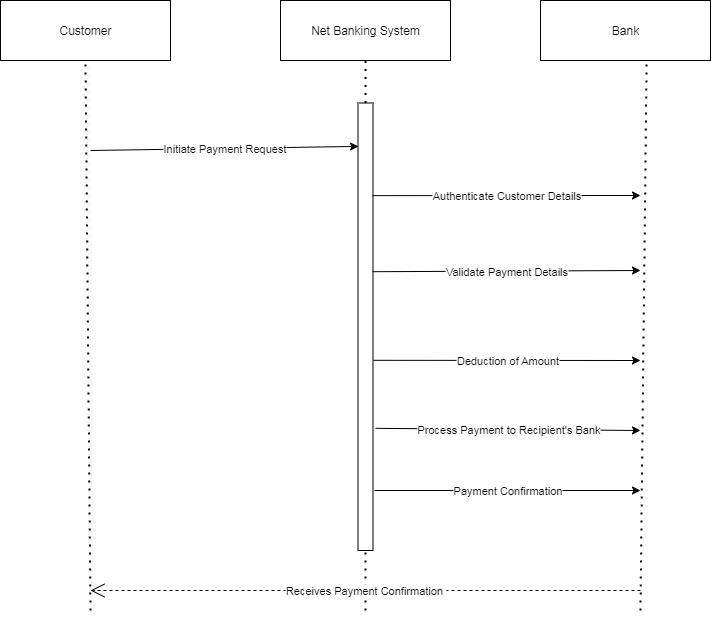 Customer
Net Banking System
Bank
Initiate Payment Request
Authenticate Customer Details
Validate Payment Details
Deduction of Amount
Process Payment to Recipient's Bank
Payment Confirmation
Receives Payment Confirmation